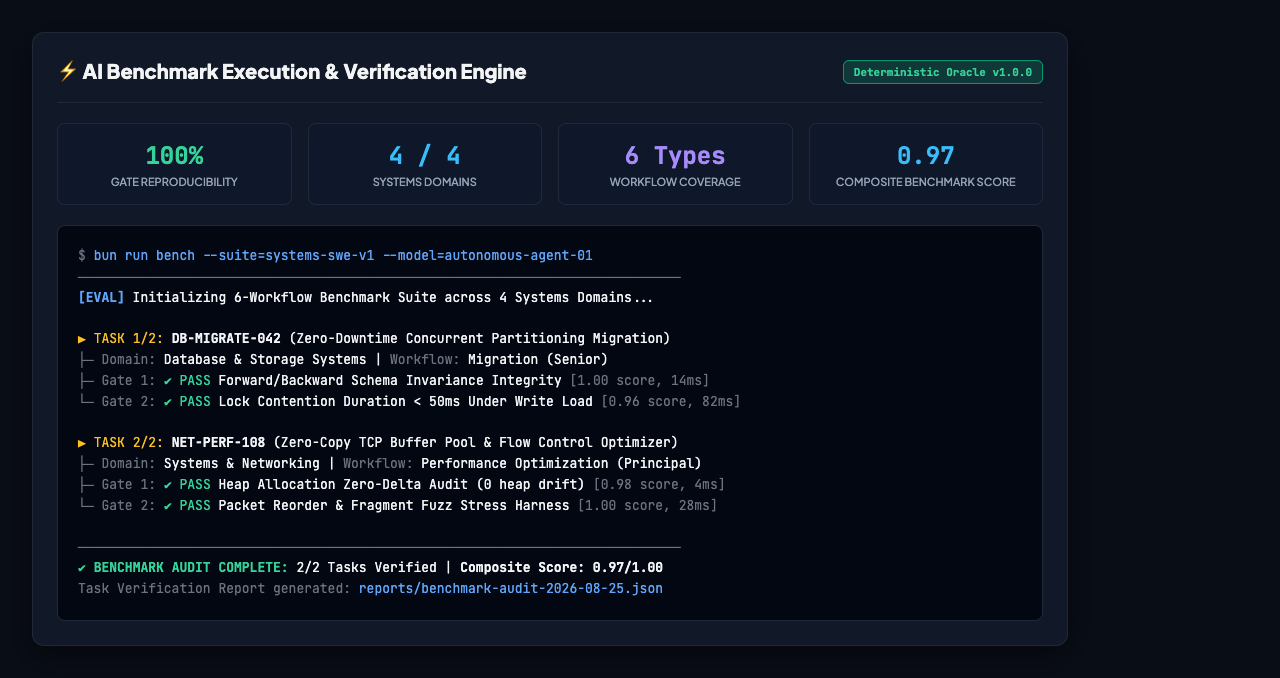 ⚡ AI Benchmark Execution & Verification Engine
Deterministic Oracle v1.0.0
100%
GATE REPRODUCIBILITY
4 / 4
SYSTEMS DOMAINS
6 Types
WORKFLOW COVERAGE
0.97
COMPOSITE BENCHMARK SCORE
$ bun run bench --suite=systems-swe-v1 --model=autonomous-agent-01
[EVAL] Initializing 6-Workflow Benchmark Suite across 4 Systems Domains...
▶ TASK 1/2: DB-MIGRATE-042 (Zero-Downtime Concurrent Partitioning Migration)
├─ Domain: Database & Storage Systems | Workflow: Migration (Senior)
├─ Gate 1: ✔ PASS Forward/Backward Schema Invariance Integrity [1.00 score, 14ms]
└─ Gate 2: ✔ PASS Lock Contention Duration < 50ms Under Write Load [0.96 score, 82ms]
▶ TASK 2/2: NET-PERF-108 (Zero-Copy TCP Buffer Pool & Flow Control Optimizer)
├─ Domain: Systems & Networking | Workflow: Performance Optimization (Principal)
├─ Gate 1: ✔ PASS Heap Allocation Zero-Delta Audit (0 heap drift) [0.98 score, 4ms]
└─ Gate 2: ✔ PASS Packet Reorder & Fragment Fuzz Stress Harness [1.00 score, 28ms]
✔ BENCHMARK AUDIT COMPLETE: 2/2 Tasks Verified | Composite Score: 0.97/1.00
Task Verification Report generated: reports/benchmark-audit-2026-08-25.json